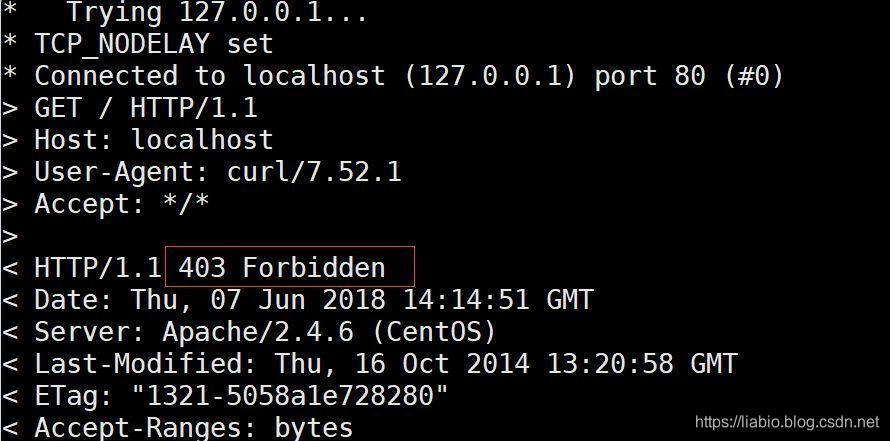 *   Trying 127.0.0.1...
* TCP_NODELAY set
* Connected to localhost (127.0.0.1) port 80 (#0)
> GET / HTTP/1.1
> Host: localhost
> User-Agent: curl/7.52.1
> Accept: */*
>
< HTTP/1.1 403 Forbidden
< Date: Thu, 07 Jun 2018 14:14:51 GMT
< Server: Apache/2.4.6 (CentOS)
< Last-Modified: Thu, 16 Oct 2014 13:20:58 GMT
< ETag: "1321-5058a1e728280"
< Accept-Ranges: bytes
https://liabio.blog.csdn.net